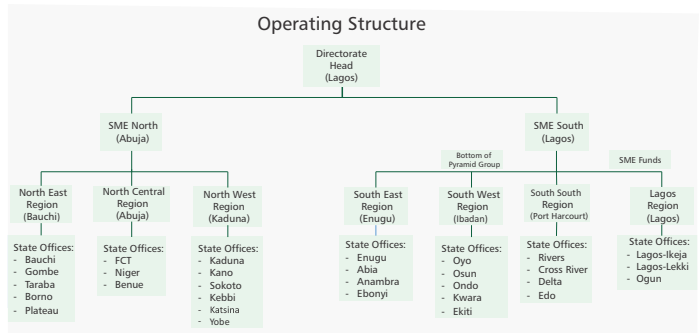 Operating Structure
Directorate
Head
(Lagos)
SME North
(Abuja)
SME South
(Lagos)
Bottom of
Pyramid Group
SME Funds
North East
Region
(Bauchi)
North Central
Region
(Abuja)
North West
Region
(Kaduna)
South East
Region
(Enugu)
South West
Region
(Ibadan)
South South
Region
(Port Harcourt)
Lagos
Region
(Lagos)
State Offices:
- Bauchi
- Gombe
- Taraba
- Borno
- Plateau
State Offices:
- FCT
- Niger
- Benue
State Offices:
- Kaduna
- Kano
- Sokoto
- Kebbi
- Katsina
- Yobe
State Offices:
- Enugu
- Abia
- Anambra
- Ebonyi
State Offices:
- Oyo
- Osun
- Ondo
- Kwara
- Ekiti
State Offices:
- Rivers
- Cross River
- Delta
- Edo
State Offices:
- Lagos-Ikeja
- Lagos-Lekki
- Ogun